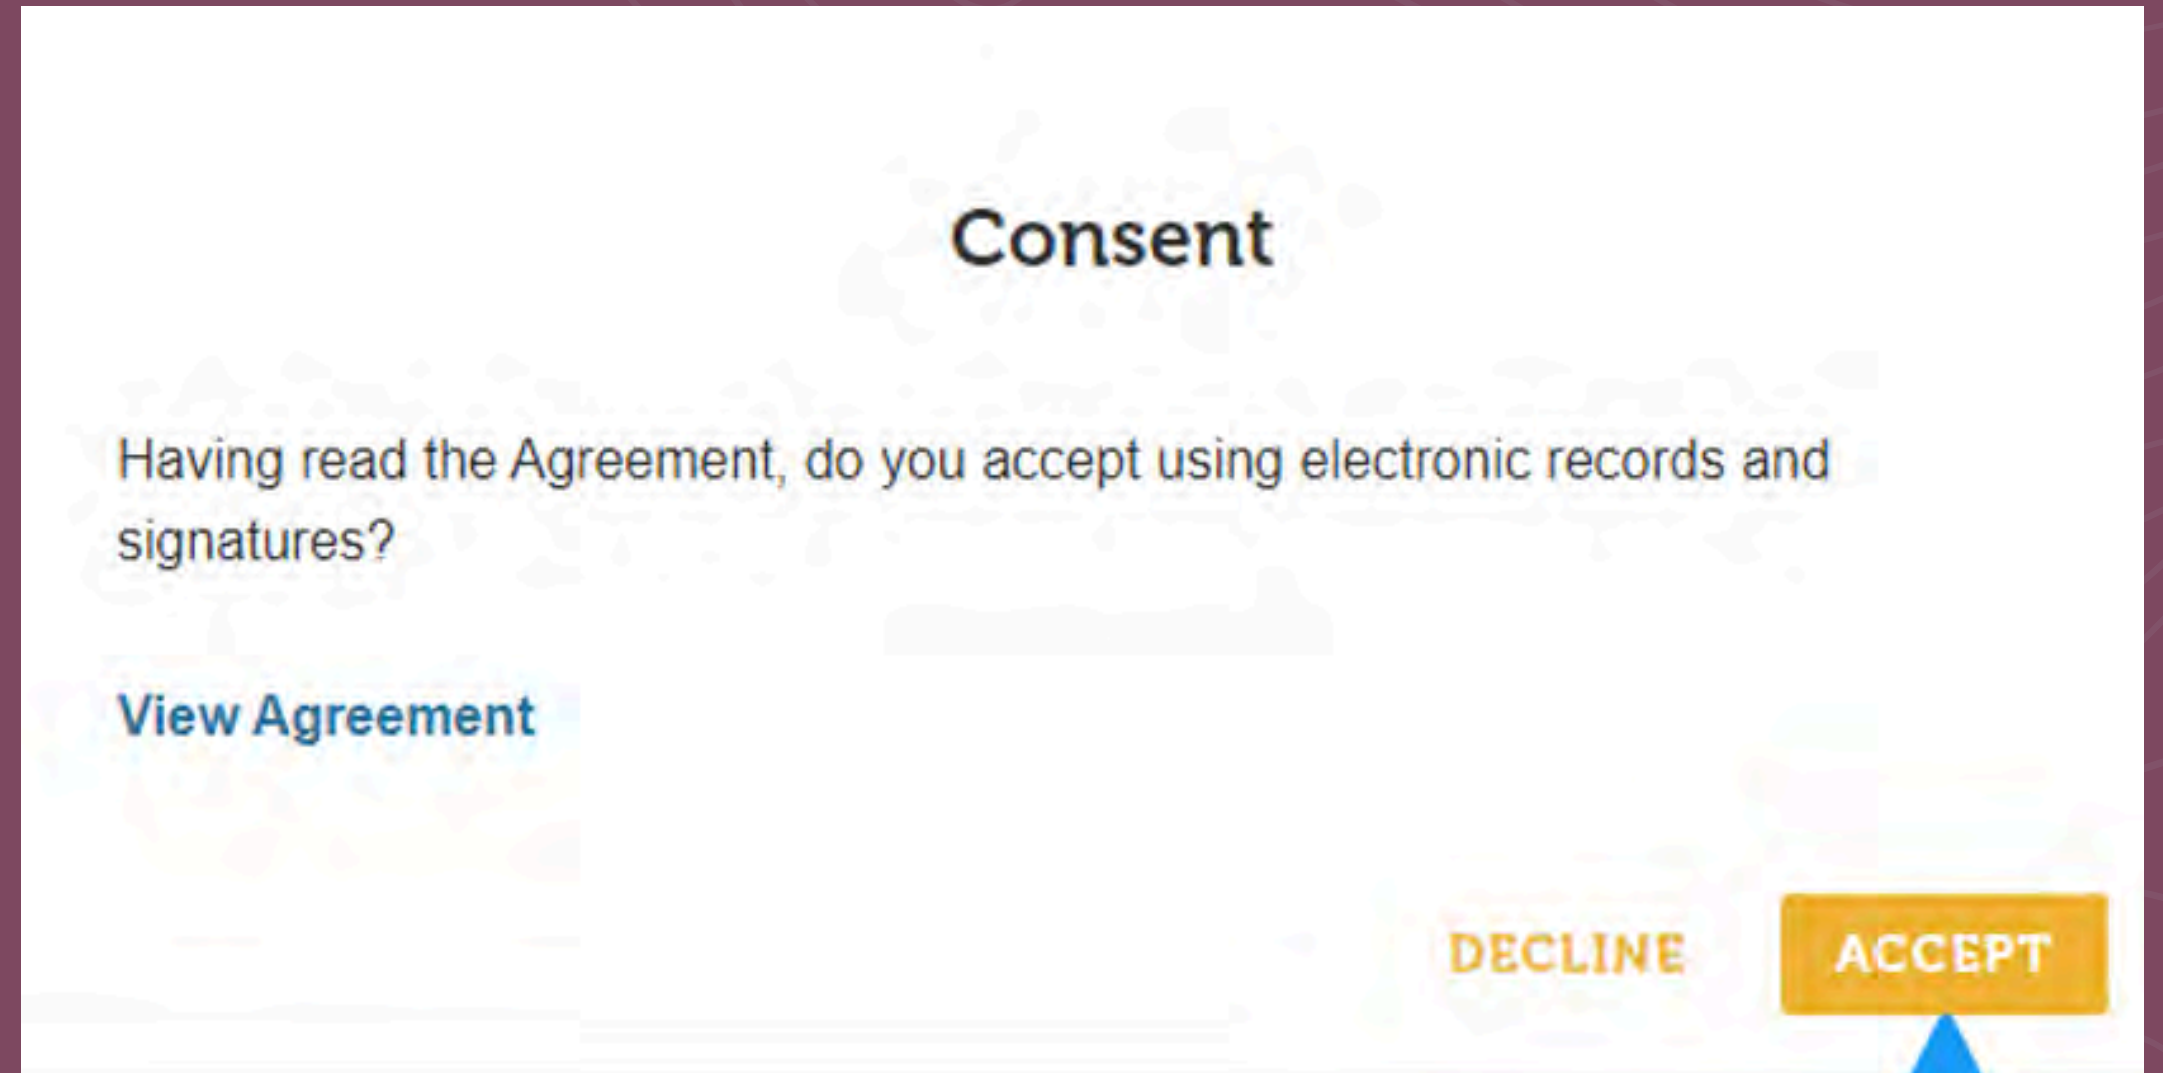 Consent
Having read the Agreement, do you accept using electronic records and
signatures?
View Agreement
DECLINE
ACCEPT